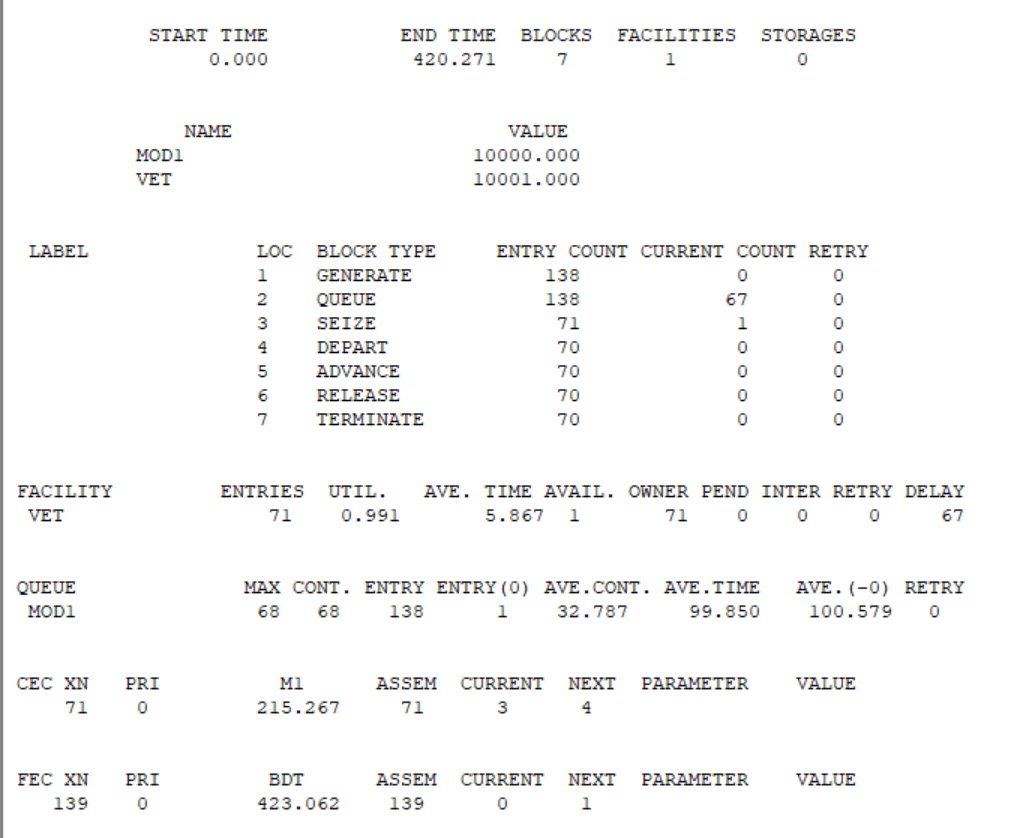 START TIME END TIME BLOCKS FACILITIES STORAGES
0.000 420.271 7 1 0
NAME VALUE
MOD1 10000.000
VET 10001.000
LABEL LOC BLOCK TYPE ENTRY COUNT CURRENT COUNT RETRY
1 GENERATE 138 0 0
2 QUEUE 138 67 0
3 SEIZE 71 1 0
4 DEPART 70 0 0
5 ADVANCE 70 0 0
6 RELEASE 70 0 0
7 TERMINATE 70 0 0
FACILITY ENTRIES UTIL. AVE. TIME AVAIL. OWNER PEND INTER RETRY DELAY
VET 71 0.991 5.867 1 71 0 0 0 67
QUEUE MAX CONT. ENTRY ENTRY(0) AVE.CONT. AVE.TIME AVE.(-0) RETRY
MOD1 68 68 138 1 32.787 99.850 100.579 0
CEC XN PRI M1 ASSEM CURRENT NEXT PARAMETER VALUE
71 0 215.267 71 3 4
FEC XN PRI BDT ASSEM CURRENT NEXT PARAMETER VALUE
139 0 423.062 139 0 1